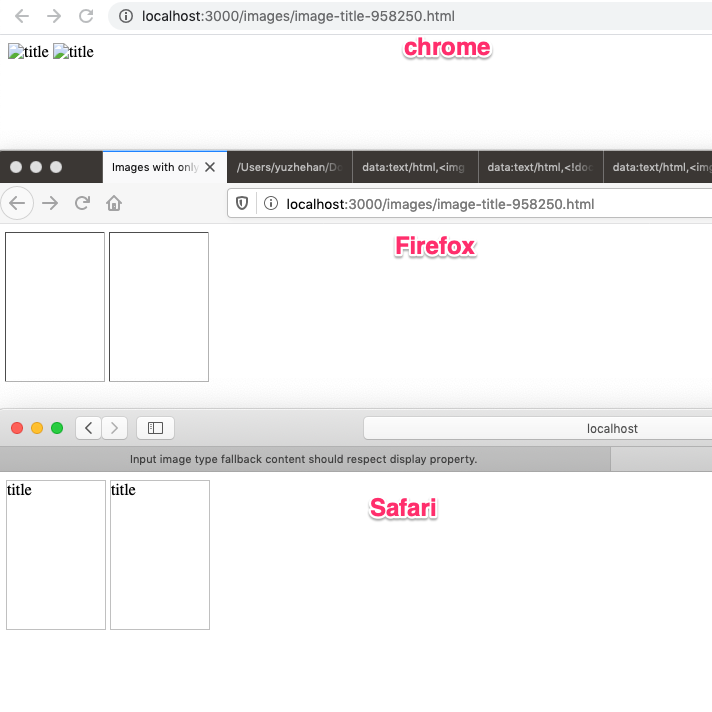 localhost:3000/images/image-title-958250.html
title title
chrome
Images with only /Users/yuzhehan/Do data:text/html,<img data:text/html,<!doc data:text/html,<img
localhost:3000/images/image-title-958250.html
Firefox
localhost
Input image type fallback content should respect display property.
title title
Safari